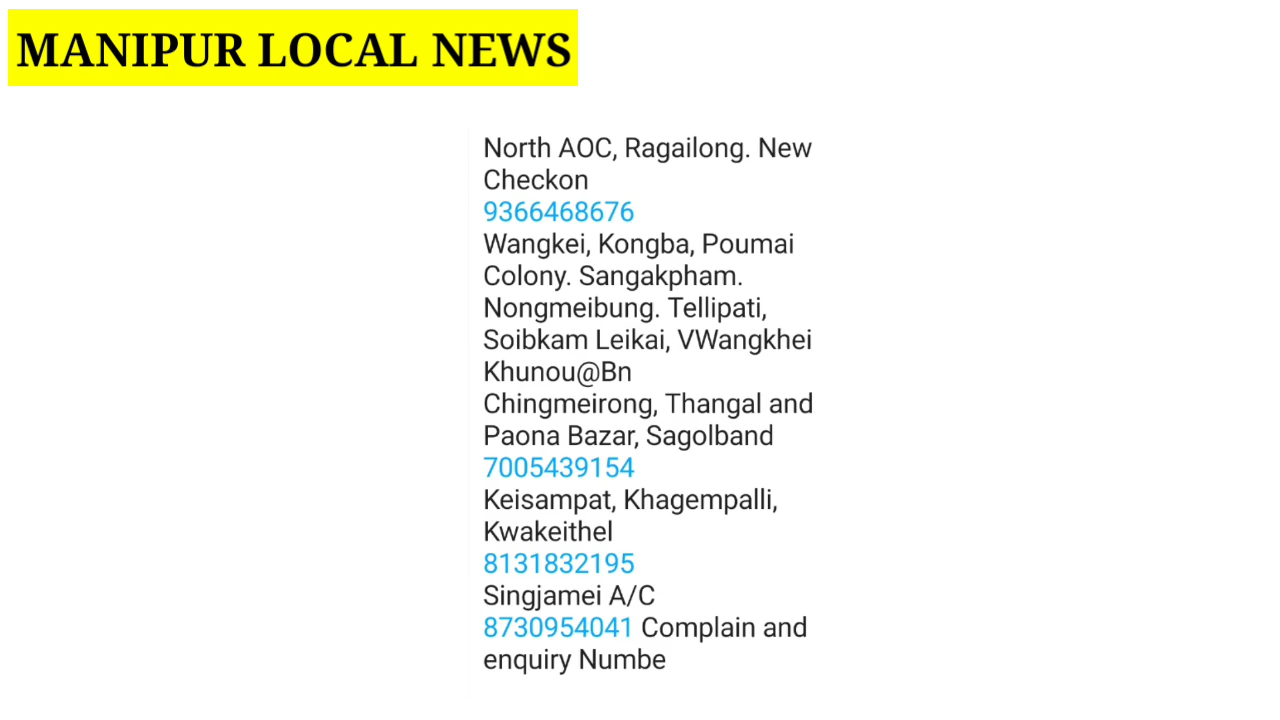 MANIPUR LOCAL NEWS
North AOC, Ragailong. New
Checkon
9366468676
Wangkei, Kongba, Poumai
Colony. Sangakpham.
Nongmeibung. Tellipati,
Soibkam Leikai, VWangkhei
Khunou@Bn
Chingmeirong, Thangal and
Paona Bazar, Sagolband
7005439154
Keisampat, Khagempalli,
Kwakeithel
8131832195
Singjamei A/C
8730954041 Complain and
enquiry Numbe